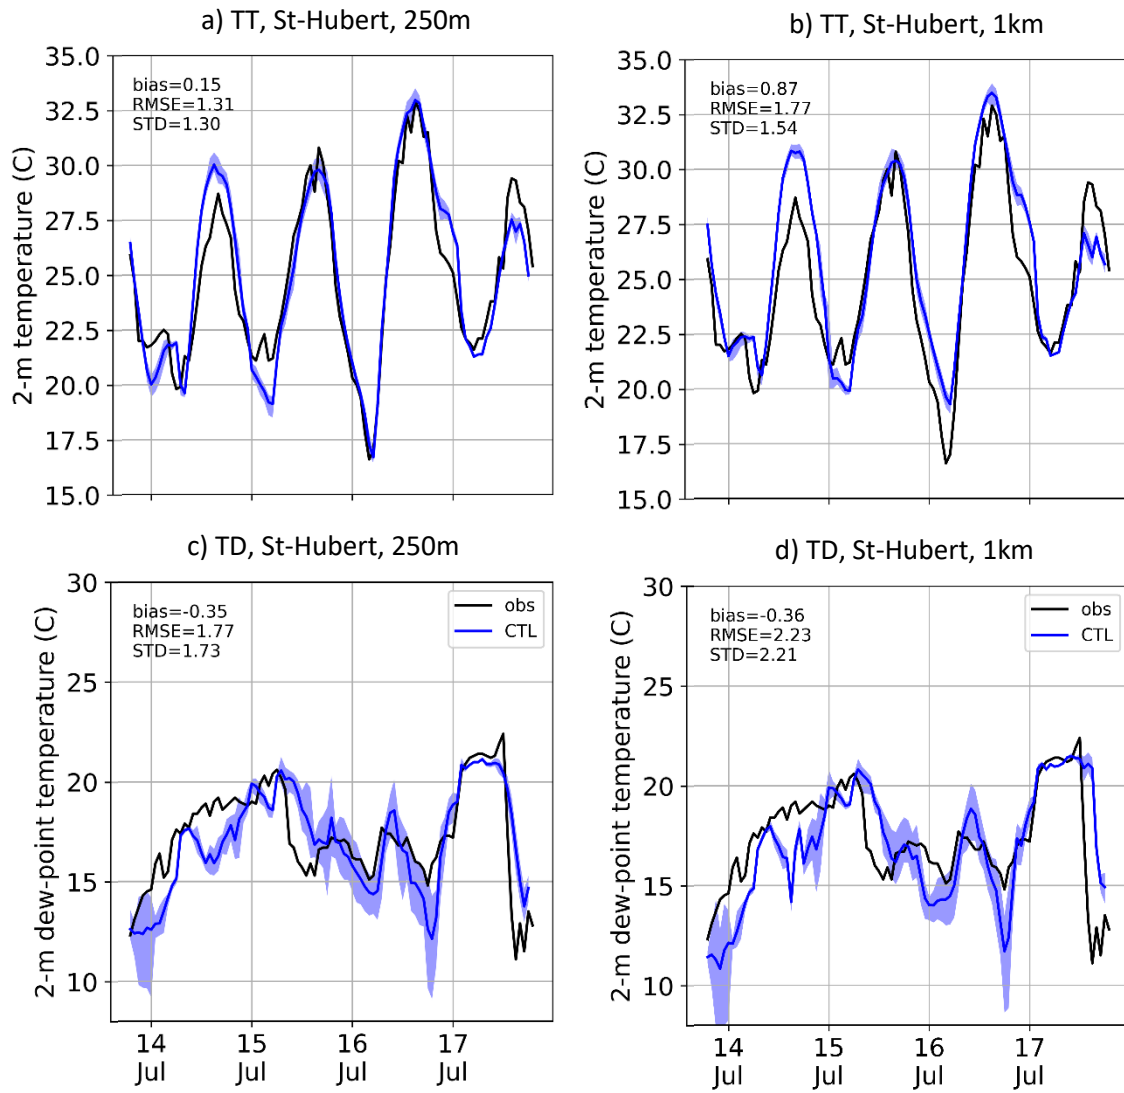 a) TT, St-Hubert, 250m
2-m temperature (C)
35.0
32.5
30.0
27.5
25.0
22.5
20.0
17.5
15.0
bias=0.15
RMSE=1.31
STD=1.30
b) TT, St-Hubert, 1km
2-m temperature (C)
35.0
32.5
30.0
27.5
25.0
22.5
20.0
17.5
15.0
bias=0.87
RMSE=1.77
STD=1.54
c) TD, St-Hubert, 250m
2-m dew-point temperature (C)
30
25
20
15
10
bias=-0.35
RMSE=1.77
STD=1.73
obs
CTL
14
Jul
15
Jul
16
Jul
17
Jul
d) TD, St-Hubert, 1km
2-m dew-point temperature (C)
30
25
20
15
10
bias=-0.36
RMSE=2.23
STD=2.21
obs
CTL
14
Jul
15
Jul
16
Jul
17
Jul